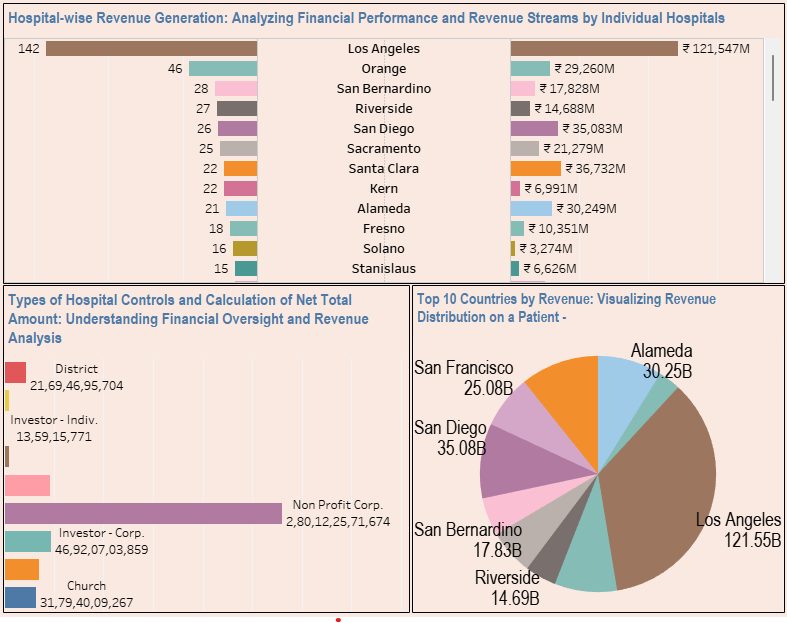 Hospital-wise Revenue Generation: Analyzing Financial Performance and Revenue Streams by Individual Hospitals
142 Los Angeles ₹ 121,547M
46 Orange ₹ 29,260M
28 San Bernardino ₹ 17,828M
27 Riverside ₹ 14,688M
26 San Diego ₹ 35,083M
25 Sacramento ₹ 21,279M
22 Santa Clara ₹ 36,732M
22 Kern ₹ 6,991M
21 Alameda ₹ 30,249M
18 Fresno ₹ 10,351M
16 Solano ₹ 3,274M
15 Stanislaus ₹ 6,626M
Types of Hospital Controls and Calculation of Net Total
Amount: Understanding Financial Oversight and Revenue
Analysis
District
21,69,46,95,704
Investor - Indiv.
13,59,15,771
Non Profit Corp.
2,80,12,25,71,674
Investor - Corp.
46,92,07,03,859
Church
31,79,40,09,267
Top 10 Countries by Revenue: Visualizing Revenue
Distribution on a Patient -
Alameda
30.25B
San Francisco
25.08B
San Diego
35.08B
Los Angeles
121.55B
San Bernardino
17.83B
Riverside
14.69B